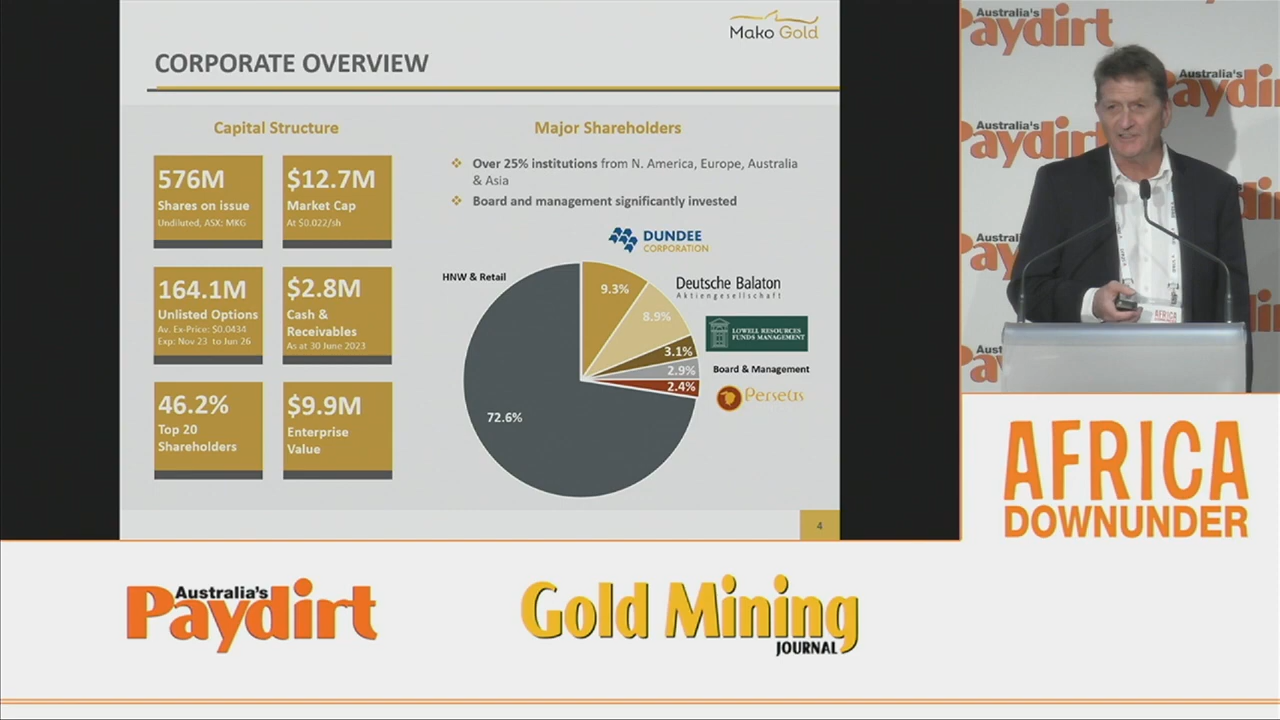 Mako Gold
CORPORATE OVERVIEW
Capital Structure
576M
Shares on issue
Undiluted, ASX: MKG
$12.7M
Market Cap
At $0.022/sh
164.1M
Unlisted Options
Av. Ex-Price: $0.0434
Exp: Nov 23 to Jun 26
$2.8M
Cash &
Receivables
As at 30 June 2023
46.2%
Top 20
Shareholders
$9.9M
Enterprise
Value
Major Shareholders
Over 25% institutions from N. America, Europe, Australia
& Asia
Board and management significantly invested
DUNDEE
CORPORATION
HNW & Retail
9.3%
Deutsche Balaton
Aktiengesellschaft
8.9%
LOWELL RESOURCES
FUNDS MANAGEMENT
3.1%
Board & Management
2.9%
2.4%
Perseus
72.6%
4
Australia's
Paydirt
Australia's
Paydirt
Australia's
Paydirt
AFRICA
AFRICA
DOWNUNDER
Australia's
Paydirt
Gold Mining
JOURNAL